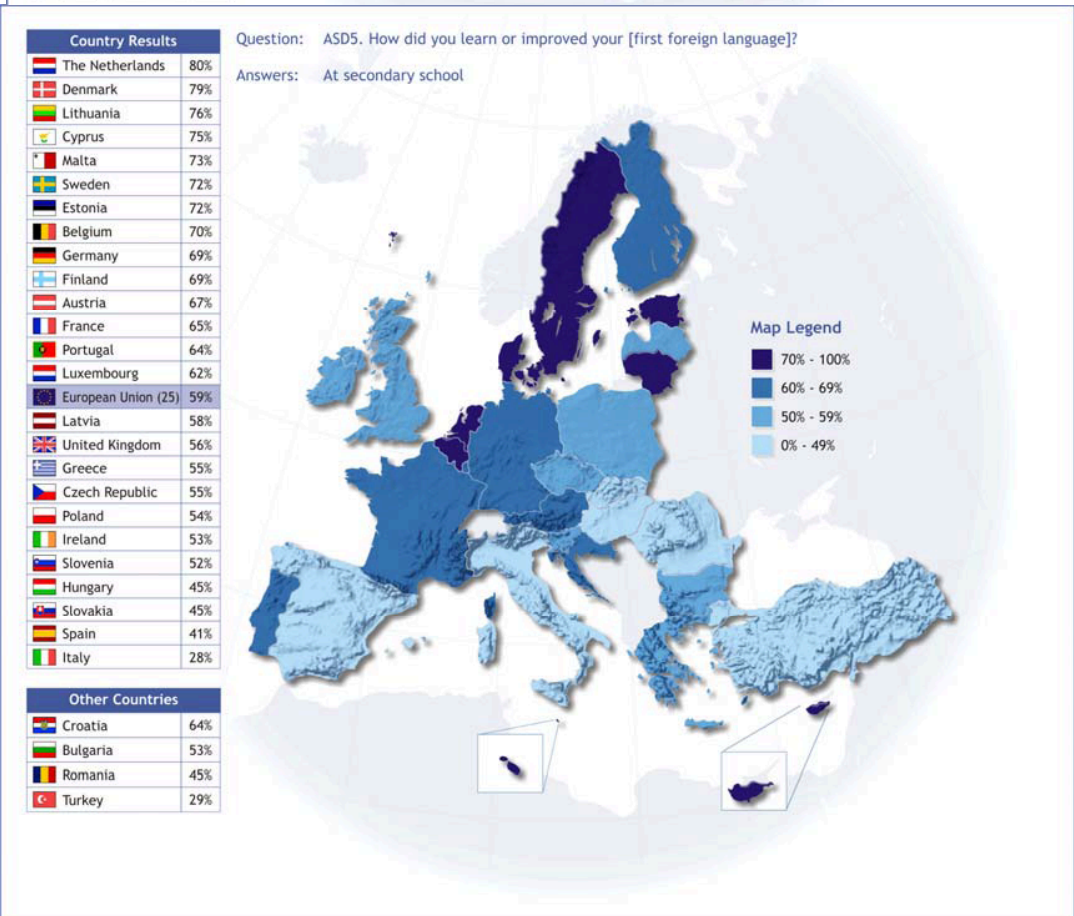 Country Results
The Netherlands 80%
Denmark 79%
Lithuania 76%
Cyprus 75%
Malta 73%
Sweden 72%
Estonia 72%
Belgium 70%
Germany 69%
Finland 69%
Austria 67%
France 65%
Portugal 64%
Luxembourg 62%
European Union (25) 59%
Latvia 58%
United Kingdom 56%
Greece 55%
Czech Republic 55%
Poland 54%
Ireland 53%
Slovenia 52%
Hungary 45%
Slovakia 45%
Spain 41%
Italy 28%
Other Countries
Croatia 64%
Bulgaria 53%
Romania 45%
Turkey 29%
Question: ASD5. How did you learn or improved your [first foreign language]?
Answers: At secondary school
Map Legend
70% - 100%
60% - 69%
50% - 59%
0% - 49%